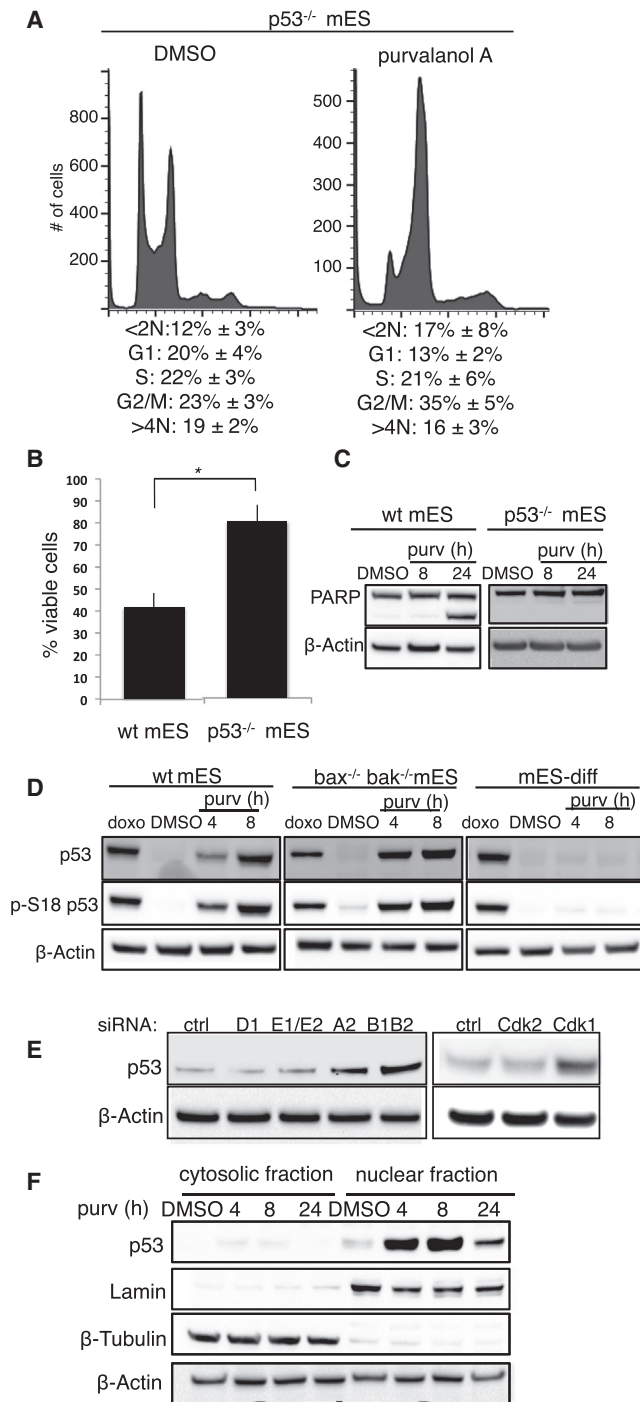 A
p53-/- mES
DMSO
purvalanol A
# of cells
800
600
400
200
500
400
300
200
100
<2N:12% ± 3%
G1: 20% ± 4%
S: 22% ± 3%
G2/M: 23% ± 3%
>4N: 19 ± 2%
<2N: 17% ± 8%
G1: 13% ± 2%
S: 21% ± 6%
G2/M: 35% ± 5%
>4N: 16 ± 3%
B
% viable cells
100
90
80
70
60
50
40
30
20
10
0
*
wt mES p53-/- mES
C
wt mES p53-/- mES
purv (h) purv (h)
DMSO 8 24 DMSO 8 24
PARP
β-Actin
D
wt mES bax-/- bak-/-mES mES-diff
purv (h) purv (h) purv (h)
doxo DMSO 4 8 doxo DMSO 4 8 doxo DMSO 4 8
p53
p-S18 p53
β-Actin
E
siRNA: ctrl D1 E1/E2 A2 B1B2 ctrl Cdk2 Cdk1
p53
β-Actin
F
cytosolic fraction nuclear fraction
purv (h) DMSO 4 8 24 DMSO 4 8 24
p53
Lamin
β-Tubulin
β-Actin